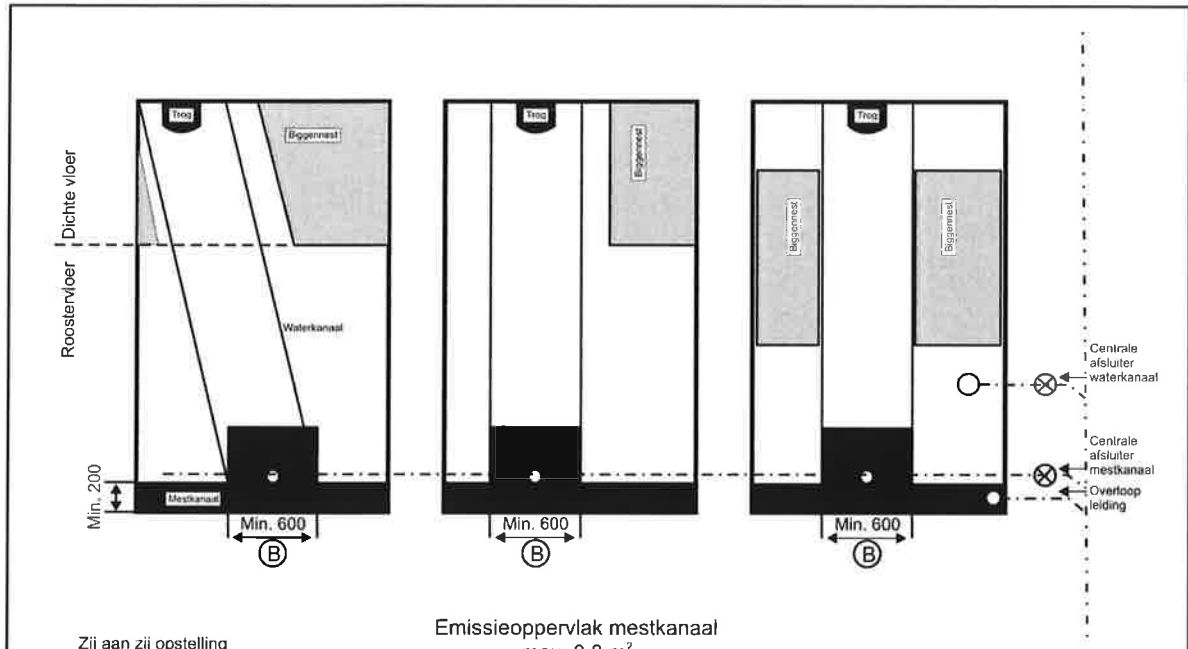 Trog
Biggennest
Trog
Biggennest
Trog
Biggennest
Biggennest
Dichte vloer
Roostervloer
Waterkanaal
Centrale
afsluiter
waterkanaal
Centrale
afsluiter
mestkanaal
Overloop
leiding
Min. 200
Mestkanaal
Min. 600
B
Min. 600
B
Min. 600
B
Zij aan zij opstelling
Emissieoppervlak mestkanaal